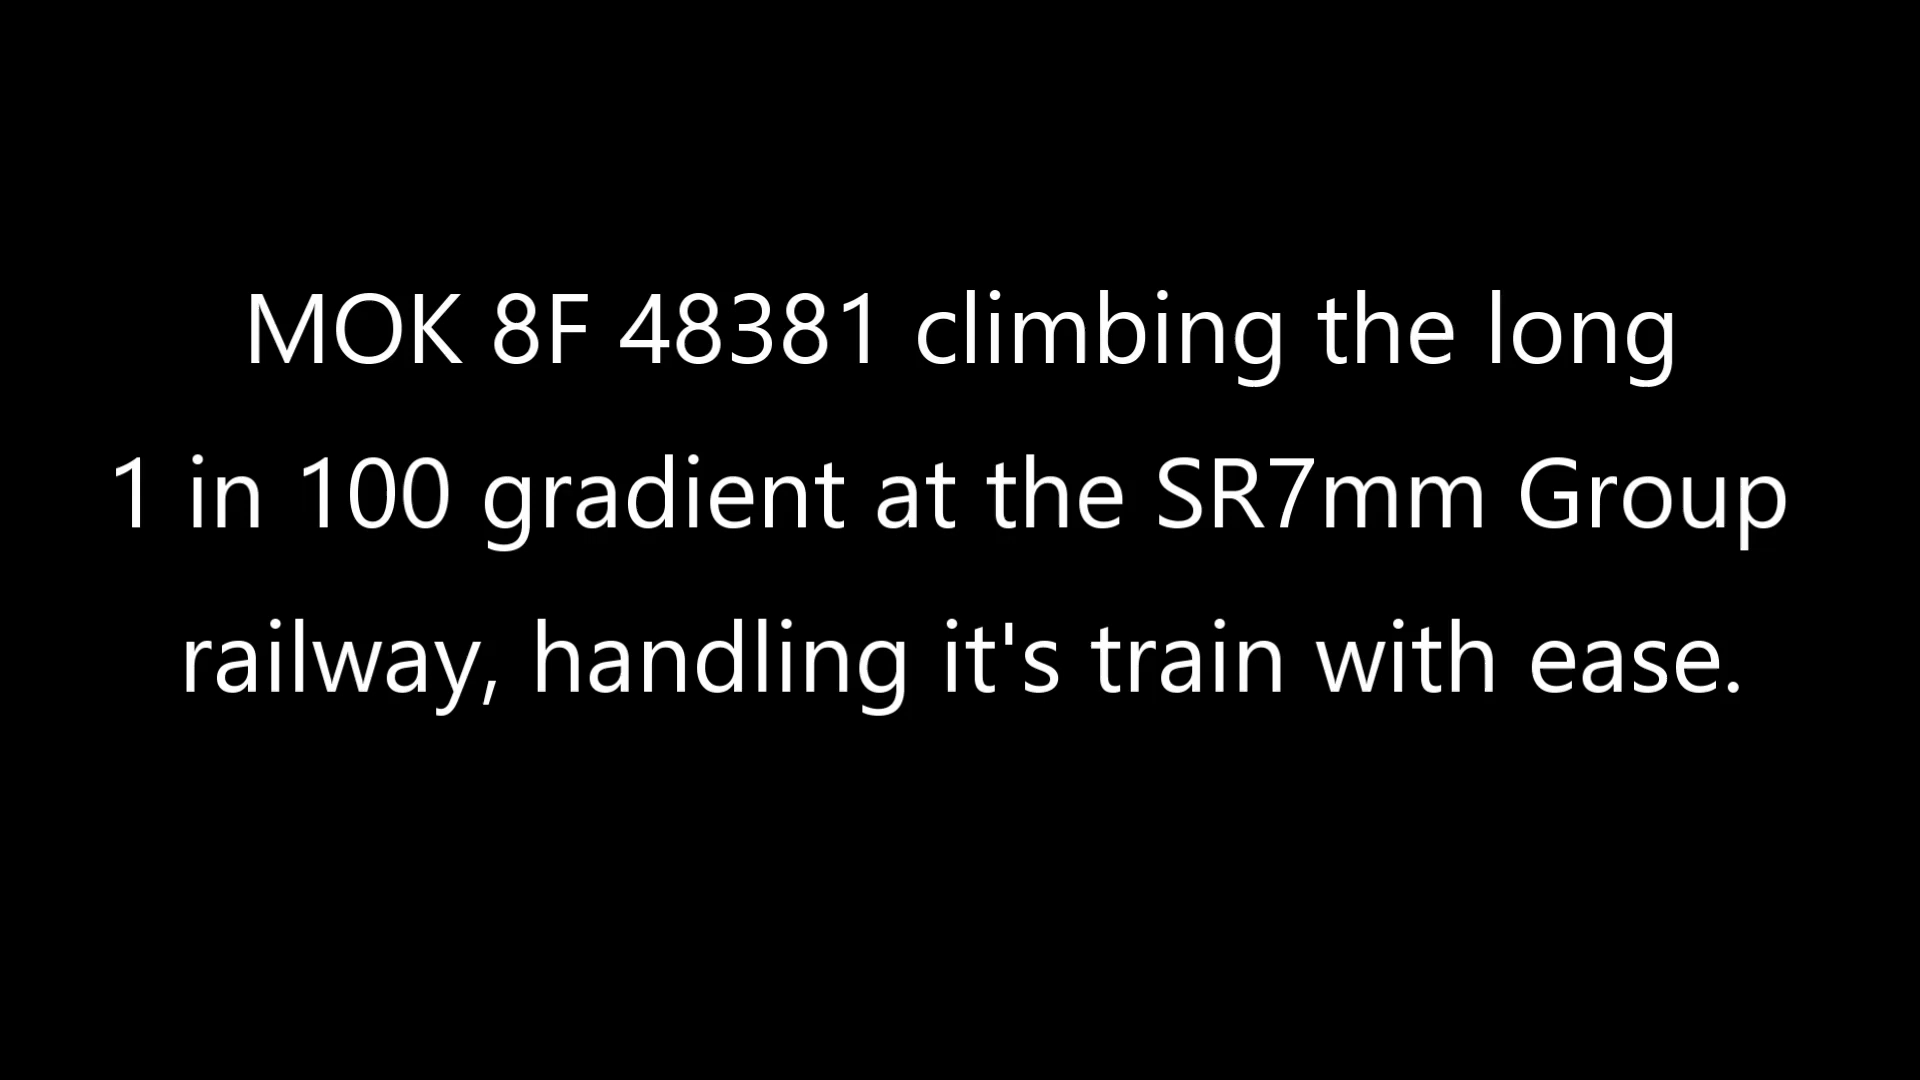 MOK 8F 48381 climbing the long
1 in 100 gradient at the SR7mm Group
railway, handling it's train with ease.